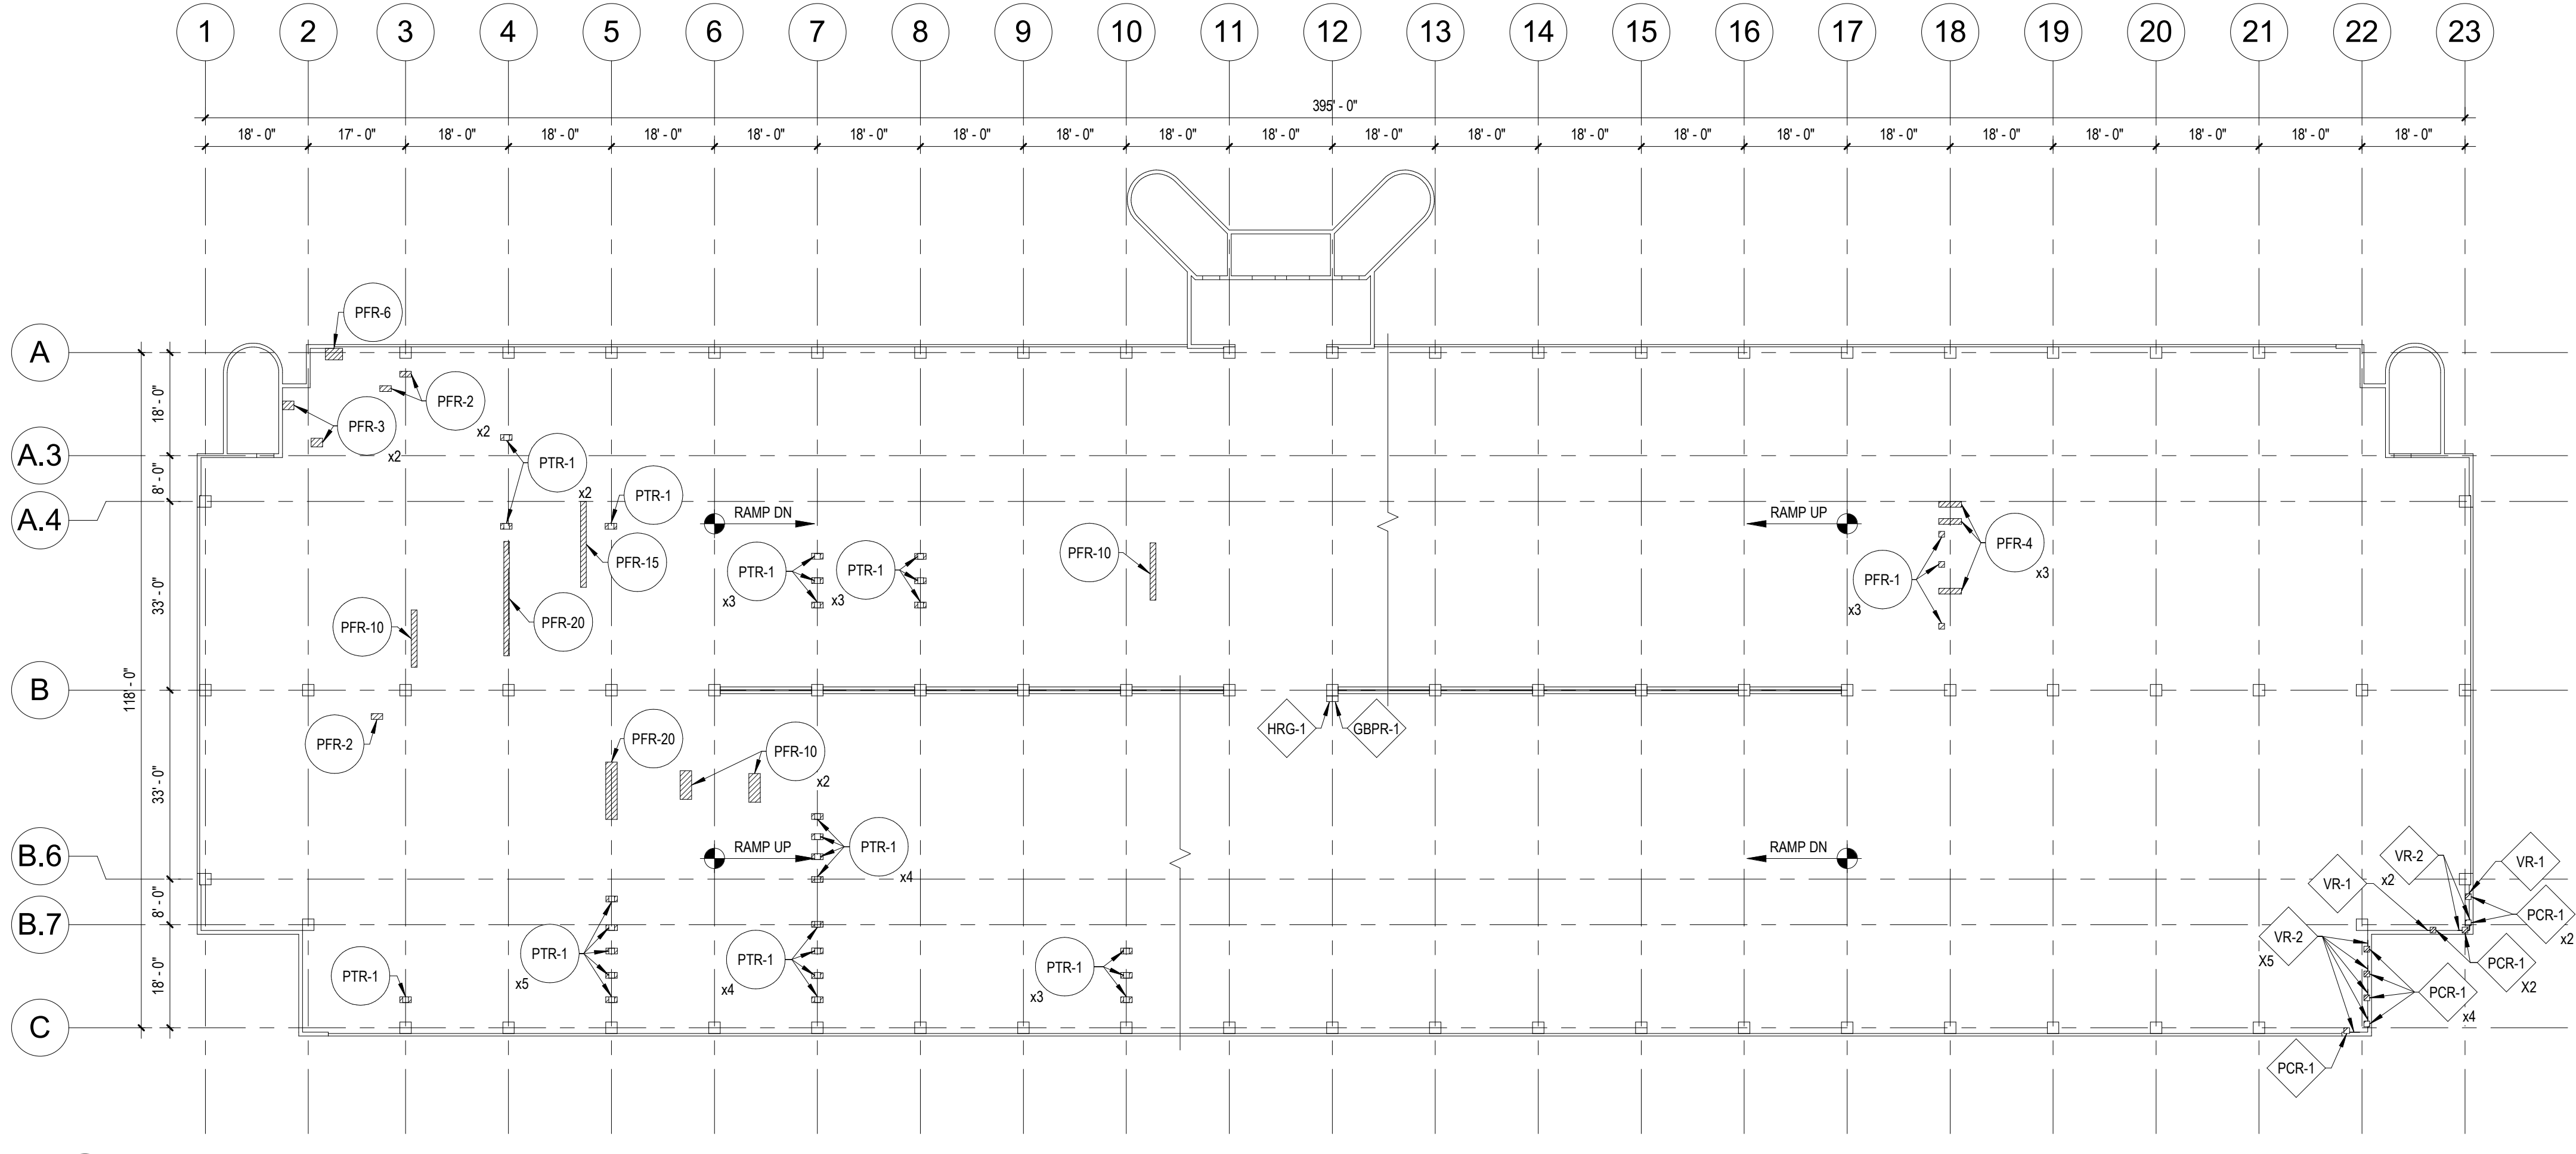 1 2 3 4 5 6 7 8 9 10 11 12 13 14 15 16 17 18 19 20 21 22 23
395' - 0"
18' - 0" 17' - 0" 18' - 0" 18' - 0" 18' - 0" 18' - 0" 18' - 0" 18' - 0" 18' - 0" 18' - 0" 18' - 0" 18' - 0" 18' - 0" 18' - 0" 18' - 0" 18' - 0" 18' - 0" 18' - 0" 18' - 0" 18' - 0" 18' - 0" 18' - 0"
PFR-6
A
18' - 0"
PFR-2
x2
PFR-3
x2
A.3
PTR-1
x2
8' - 0"
PTR-1
A.4
RAMP DN
RAMP UP
PFR-15
PTR-1
x3
PTR-1
x3
PFR-10
PFR-4
x3
PFR-1
x3
33' - 0"
PFR-10
PFR-20
B
118' - 0"
PFR-2
PFR-20
PFR-10
x2
HRG-1
GBPR-1
33' - 0"
RAMP UP
PTR-1
x4
RAMP DN
B.6
VR-2
x2
VR-1
VR-1
8' - 0"
B.7
PCR-1
x2
VR-2
X5
PCR-1
X2
PTR-1
x5
PTR-1
x4
PTR-1
x3
PTR-1
18' - 0"
PCR-1
x4
C
PCR-1